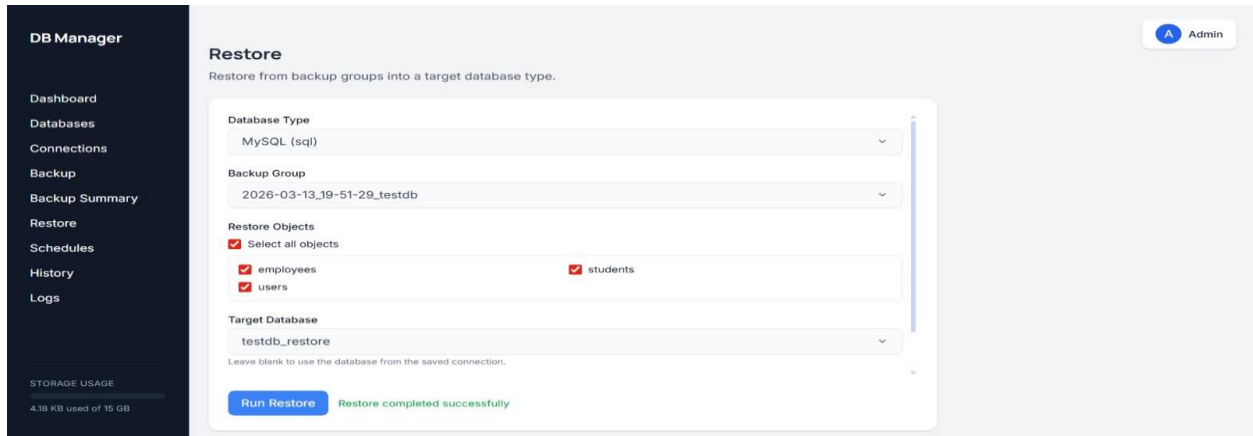 DB Manager
Dashboard
Databases
Connections
Backup
Backup Summary
Restore
Schedules
History
Logs
STORAGE USAGE
4.18 KB used of 15 GB
A Admin
Restore
Restore from backup groups into a target database type.
Database Type
MySQL (sql)
Backup Group
2026-03-13_19-51-29_testdb
Restore Objects
Select all objects
employees students
users
Target Database
testdb_restore
Leave blank to use the database from the saved connection.
Run Restore Restore completed successfully